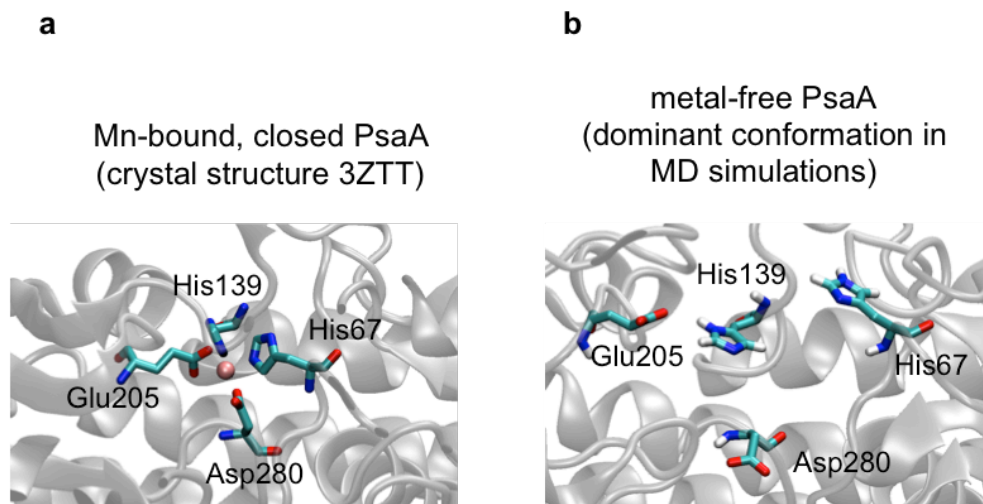 a
Mn-bound, closed PsaA
(crystal structure 3ZTT)
His139
His67
Glu205
Asp280
b
metal-free PsaA
(dominant conformation in
MD simulations)
His139
Glu205
His67
Asp280